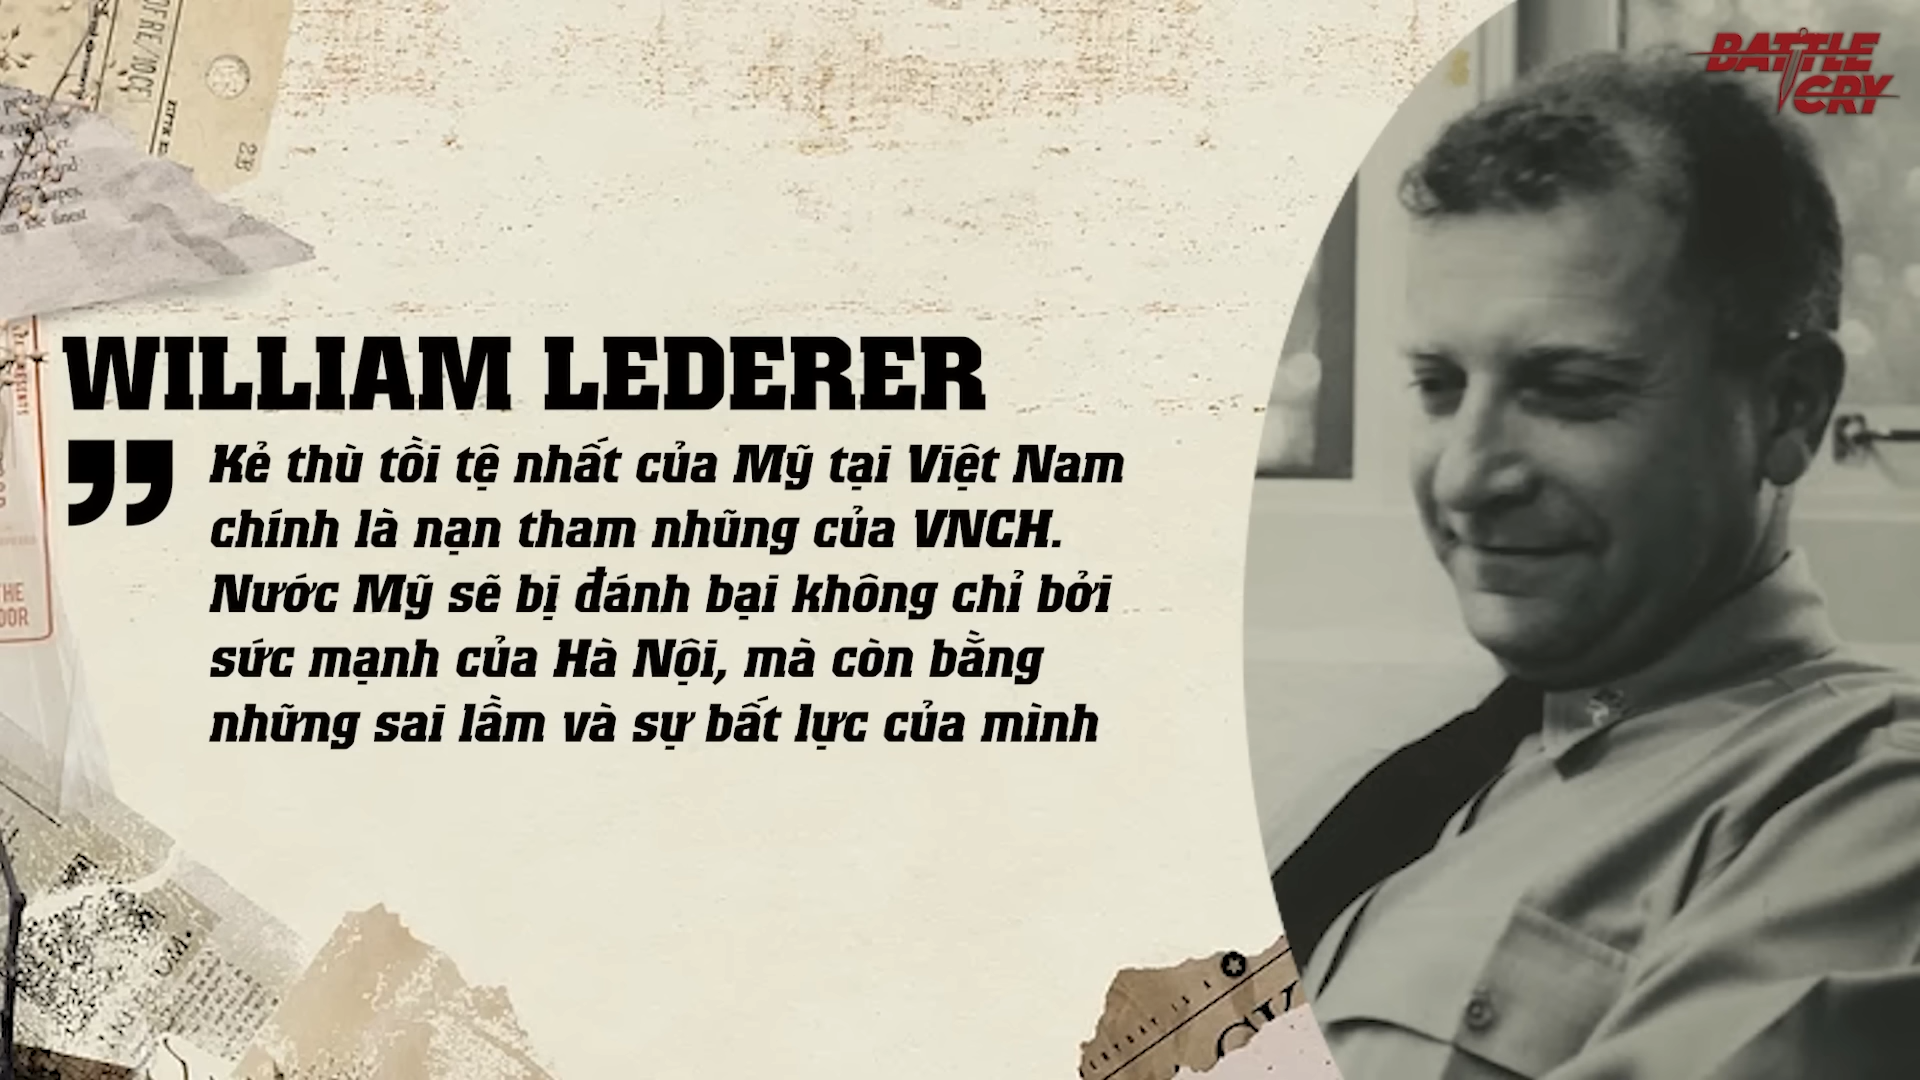 BATTLE
CRY
WILLIAM LEDERER
Kẻ thù tồi tệ nhất của Mỹ tại Việt Nam
chính là nạn tham nhũng của VNCH.
Nước Mỹ sẽ bị đánh bại không chỉ bởi
sức mạnh của Hà Nội, mà còn bằng
những sai lầm và sự bất lực của mình